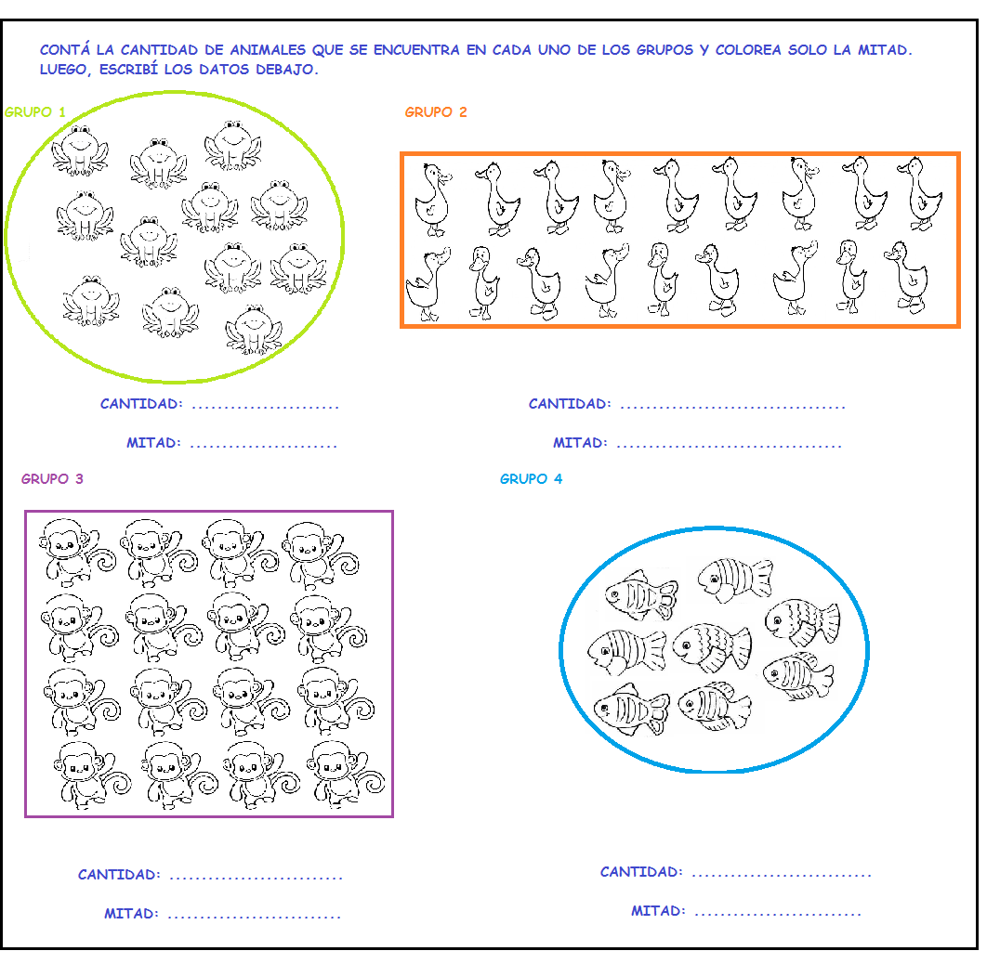 CONTÁ LA CANTIDAD DE ANIMALES QUE SE ENCUENTRA EN CADA UNO DE LOS GRUPOS Y COLOREA SOLO LA MITAD.
LUEGO, ESCRIBÍ LOS DATOS DEBAJO.
GRUPO 1
GRUPO 2
CANTIDAD: .......................
MITAD: .......................
CANTIDAD: ...................................
MITAD: ...................................
GRUPO 3
GRUPO 4
CANTIDAD: ...........................
MITAD: ...........................
CANTIDAD: ............................
MITAD: ..........................